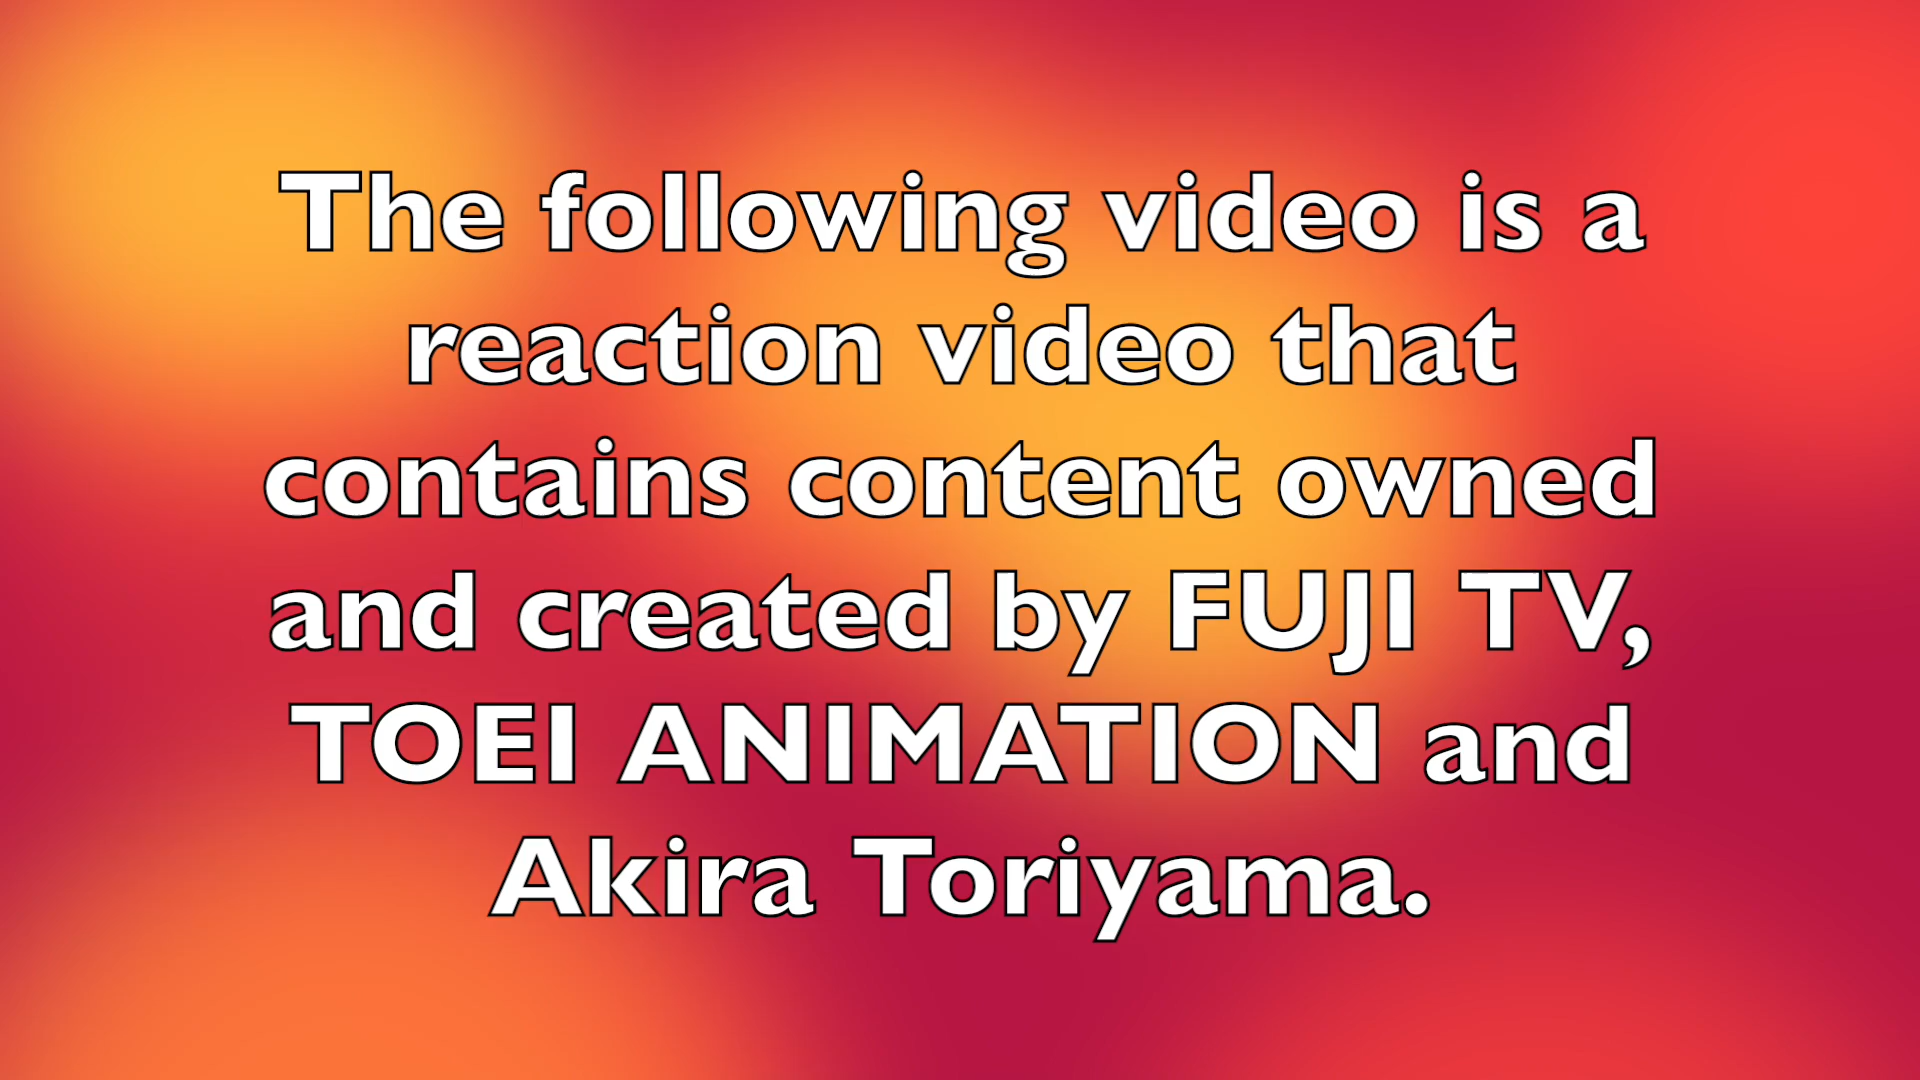 The following video is a
reaction video that
contains content owned
and created by FUJI TV,
TOEI ANIMATION and
Akira Toriyama.